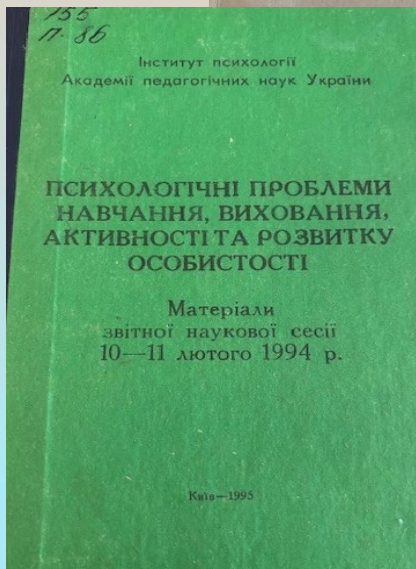 155
П-86
Інститут психології
Академії педагогічних наук України
ПСИХОЛОГІЧНІ ПРОБЛЕМИ
НАВЧАННЯ, ВИХОВАННЯ,
АКТИВНОСТІ ТА РОЗВИТКУ
ОСОБИСТОСТІ
Матеріали
звітної наукової сесії
10—11 лютого 1994 р.
Київ—1995